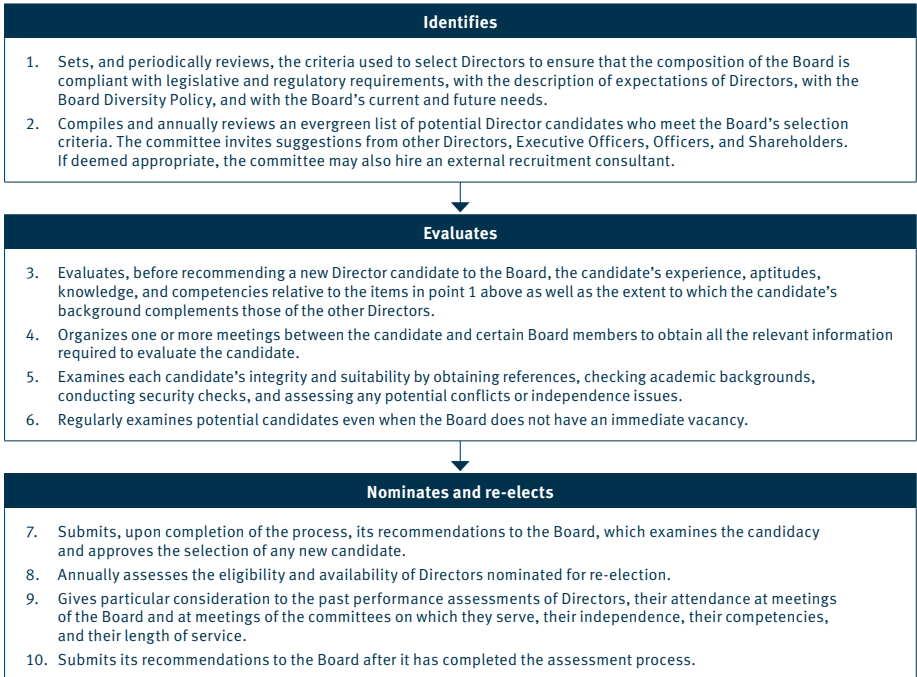 Identifies
1. Sets, and periodically reviews, the criteria used to select Directors to ensure that the composition of the Board is
compliant with legislative and regulatory requirements, with the description of expectations of Directors, with the
Board Diversity Policy, and with the Board's current and future needs.
2. Compiles and annually reviews an evergreen list of potential Director candidates who meet the Board's selection
criteria. The committee invites suggestions from other Directors, Executive Officers, Officers, and Shareholders.
If deemed appropriate, the committee may also hire an external recruitment consultant.
Evaluates
3. Evaluates, before recommending a new Director candidate to the Board, the candidate's experience, aptitudes,
knowledge, and competencies relative to the items in point 1 above as well as the extent to which the candidate's
background complements those of the other Directors.
4. Organizes one or more meetings between the candidate and certain Board members to obtain all the relevant information
required to evaluate the candidate.
5. Examines each candidate's integrity and suitability by obtaining references, checking academic backgrounds,
conducting security checks, and assessing any potential conflicts or independence issues.
6. Regularly examines potential candidates even when the Board does not have an immediate vacancy.
Nominates and re-elects
7. Submits, upon completion of the process, its recommendations to the Board, which examines the candidacy
and approves the selection of any new candidate.
8. Annually assesses the eligibility and availability of Directors nominated for re-election.
9. Gives particular consideration to the past performance assessments of Directors, their attendance at meetings
of the Board and at meetings of the committees on which they serve, their independence, their competencies,
and their length of service.
10. Submits its recommendations to the Board after it has completed the assessment process.